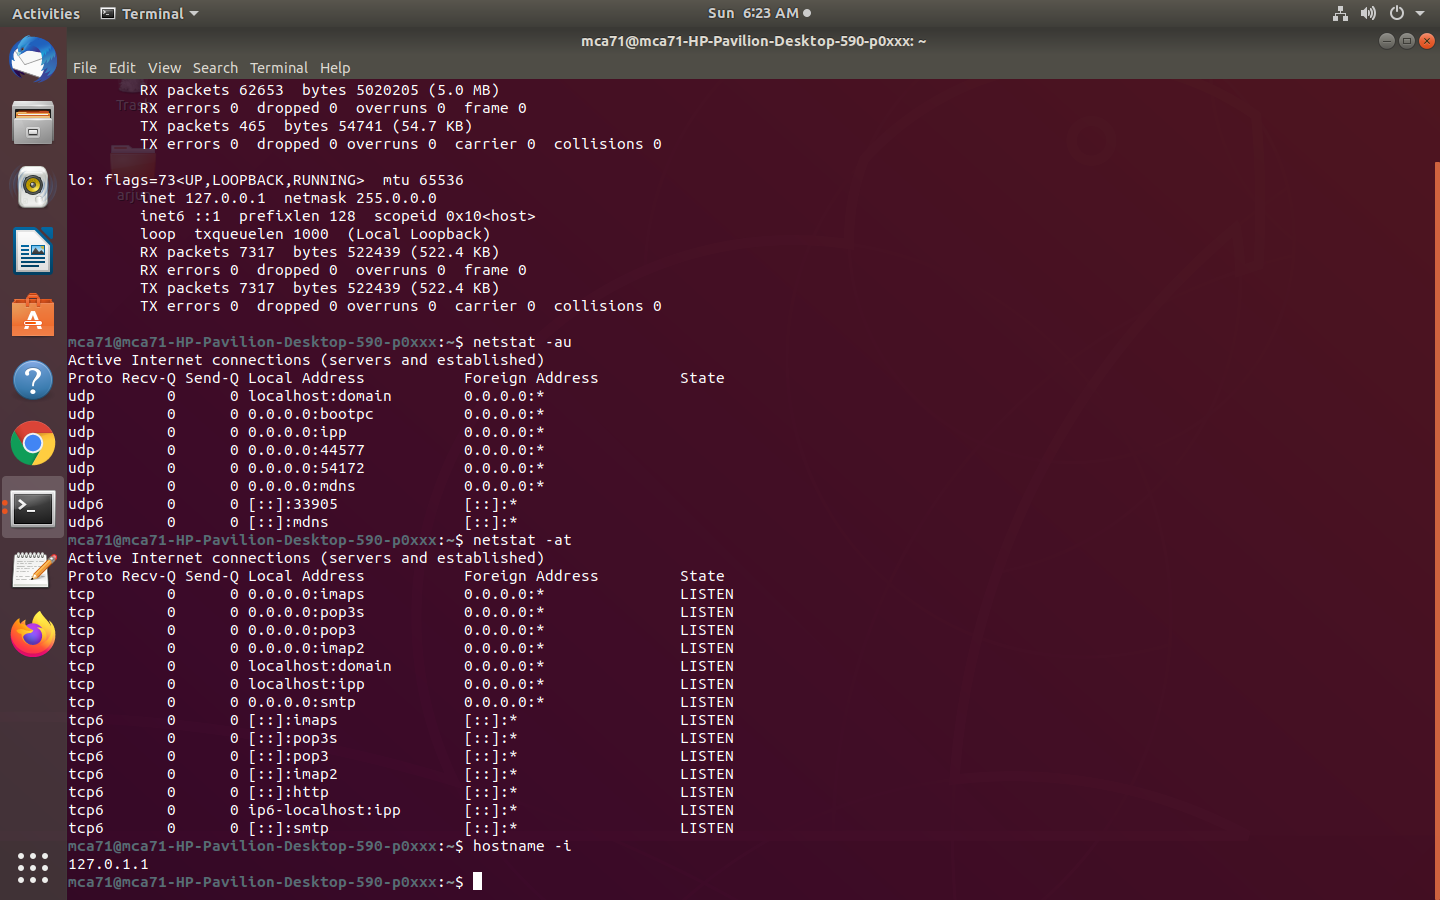 Activities Terminal Sun 6:23 AM
mca71@mca71-HP-Pavilion-Desktop-590-p0xxx: ~
File Edit View Search Terminal Help
RX packets 62653  bytes 5020205 (5.0 MB)
RX errors 0  dropped 0  overruns 0  frame 0
TX packets 465  bytes 54741 (54.7 KB)
TX errors 0  dropped 0 overruns 0  carrier 0  collisions 0
lo: flags=73<UP,LOOPBACK,RUNNING>  mtu 65536
inet 127.0.0.1  netmask 255.0.0.0
inet6 ::1  prefixlen 128  scopeid 0x10<host>
loop  txqueuelen 1000  (Local Loopback)
RX packets 7317  bytes 522439 (522.4 KB)
RX errors 0  dropped 0  overruns 0  frame 0
TX packets 7317  bytes 522439 (522.4 KB)
TX errors 0  dropped 0 overruns 0  carrier 0  collisions 0
mca71@mca71-HP-Pavilion-Desktop-590-p0xxx:~$ netstat -au
Active Internet connections (servers and established)
Proto Recv-Q Send-Q Local Address           Foreign Address         State
udp        0      0 localhost:domain        0.0.0.0:*
udp        0      0 0.0.0.0:bootpc          0.0.0.0:*
udp        0      0 0.0.0.0:ipp             0.0.0.0:*
udp        0      0 0.0.0.0:44577           0.0.0.0:*
udp        0      0 0.0.0.0:54172           0.0.0.0:*
udp        0      0 0.0.0.0:mdns            0.0.0.0:*
udp6       0      0 [::]:33905              [::]:*
udp6       0      0 [::]:mdns               [::]:*
mca71@mca71-HP-Pavilion-Desktop-590-p0xxx:~$ netstat -at
Active Internet connections (servers and established)
Proto Recv-Q Send-Q Local Address           Foreign Address         State
tcp        0      0 0.0.0.0:imaps           0.0.0.0:*               LISTEN
tcp        0      0 0.0.0.0:pop3s           0.0.0.0:*               LISTEN
tcp        0      0 0.0.0.0:pop3            0.0.0.0:*               LISTEN
tcp        0      0 0.0.0.0:imap2           0.0.0.0:*               LISTEN
tcp        0      0 localhost:domain        0.0.0.0:*               LISTEN
tcp        0      0 localhost:ipp           0.0.0.0:*               LISTEN
tcp        0      0 0.0.0.0:smtp            0.0.0.0:*               LISTEN
tcp6       0      0 [::]:imaps              [::]:*                  LISTEN
tcp6       0      0 [::]:pop3s              [::]:*                  LISTEN
tcp6       0      0 [::]:pop3               [::]:*                  LISTEN
tcp6       0      0 [::]:imap2              [::]:*                  LISTEN
tcp6       0      0 [::]:http               [::]:*                  LISTEN
tcp6       0      0 ip6-localhost:ipp       [::]:*                  LISTEN
tcp6       0      0 [::]:smtp               [::]:*                  LISTEN
mca71@mca71-HP-Pavilion-Desktop-590-p0xxx:~$ hostname -i
127.0.1.1
mca71@mca71-HP-Pavilion-Desktop-590-p0xxx:~$